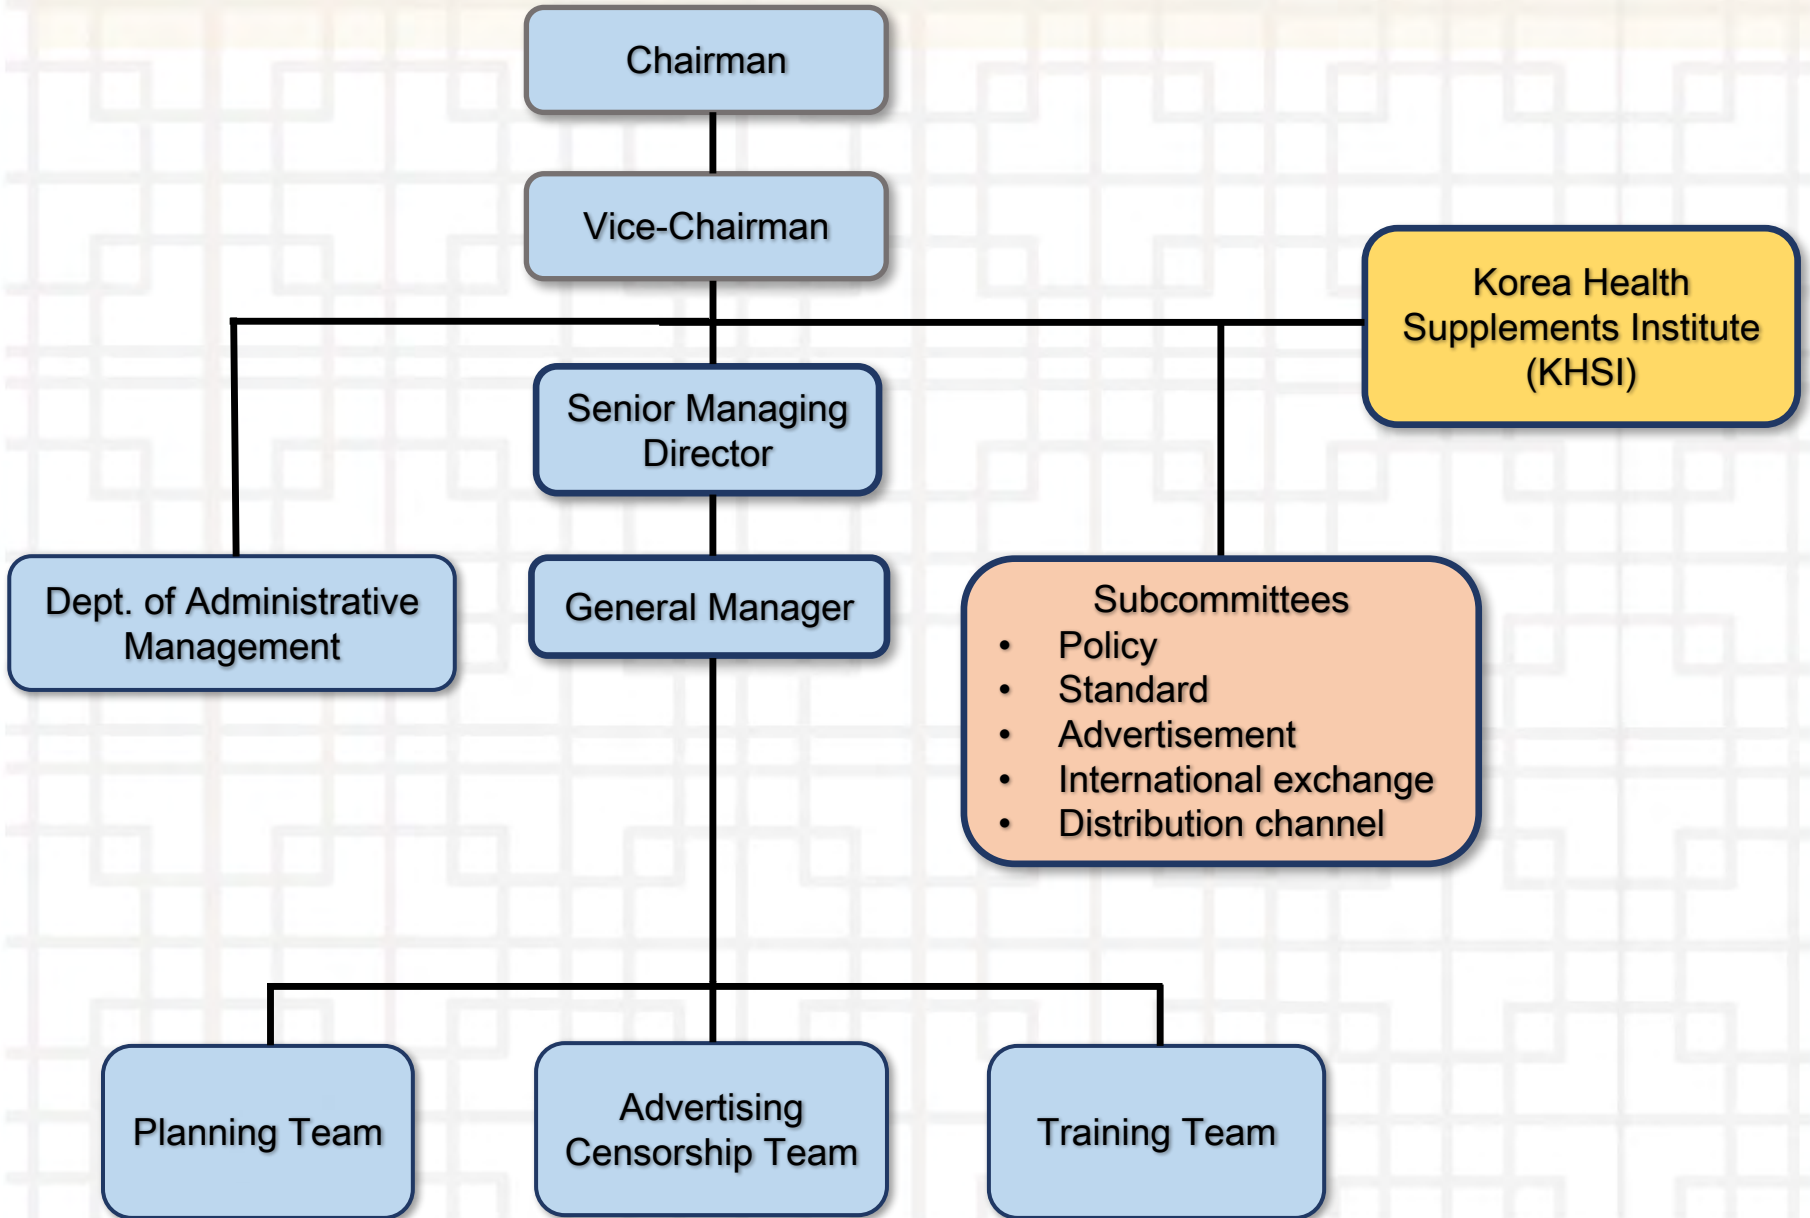 Chairman
Vice-Chairman
Korea Health
Supplements Institute
(KHSI)
Senior Managing
Director
Dept. of Administrative
Management
General Manager
Subcommittees
• Policy
• Standard
• Advertisement
• International exchange
• Distribution channel
Planning Team
Advertising
Censorship Team
Training Team